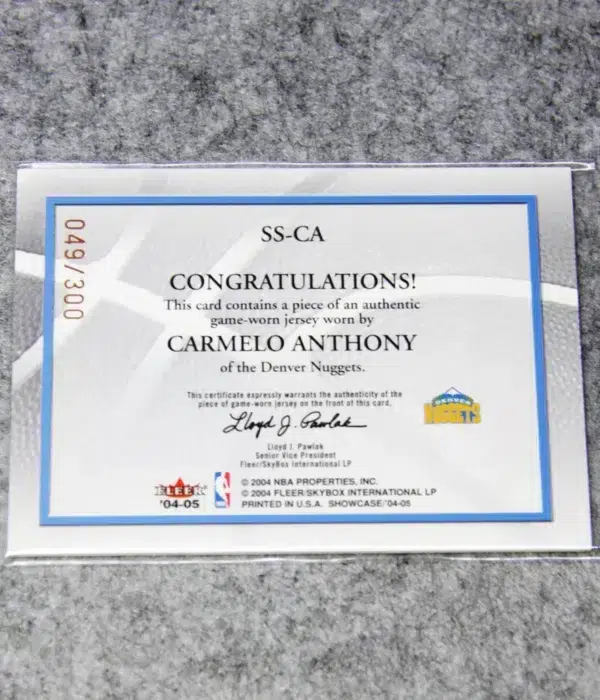 SS-CA
049/300
CONGRATULATIONS!
This card contains a piece of an authentic
game-worn jersey worn by
CARMELO ANTHONY
of the Denver Nuggets.
This certificate expressly warrants the authenticity of the
piece of game-worn jersey on the front of this card.
Lloyd J. Pawlak
Lloyd J. Pawlak
Senior Vice President
Fleer/SkyBox International LP
DENVER
NUGGETS
FLEER
'04-05
© 2004 NBA PROPERTIES, INC.
© 2004 FLEER/SKYBOX INTERNATIONAL LP
PRINTED IN U.S.A. SHOWCASE/'04-05